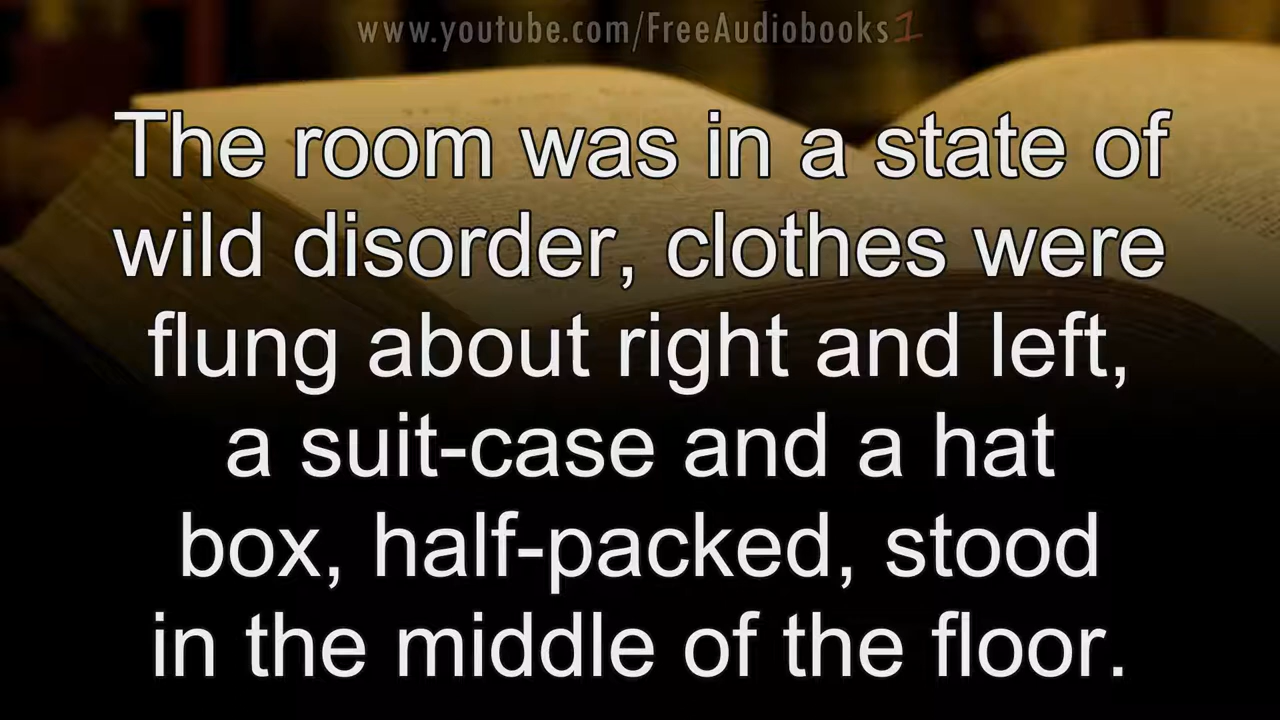 www.youtube.com/FreeAudiobooks1
The room was in a state of
wild disorder, clothes were
flung about right and left,
a suit-case and a hat
box, half-packed, stood
in the middle of the floor.